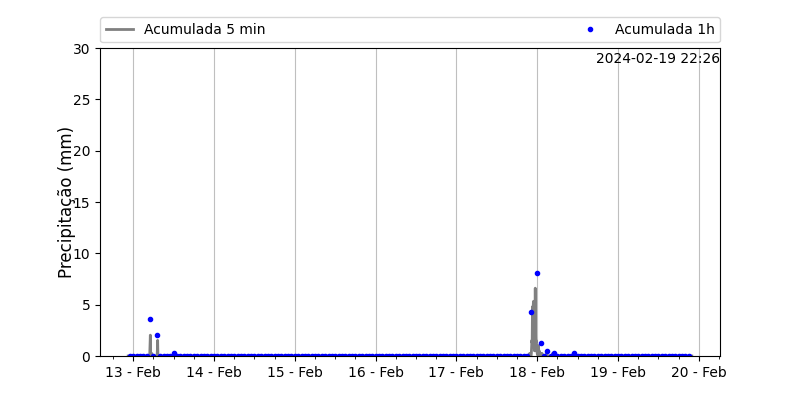 Acumulada 5 min
Acumulada 1h
2024-02-19 22:26
Precipitação (mm)
30
25
20
15
10
5
0
13 - Feb
14 - Feb
15 - Feb
16 - Feb
17 - Feb
18 - Feb
19 - Feb
20 - Feb